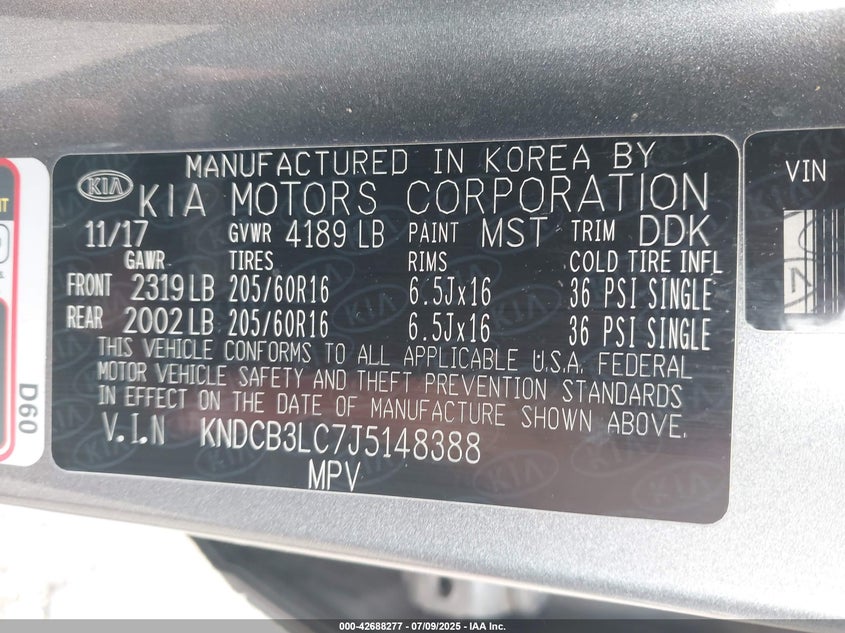 MANUFACTURED IN KOREA BY
KIA KIA MOTORS CORPORATION
11/17 GVWR 4189 LB PAINT MST TRIM DDK
GAWR TIRES RIMS COLD TIRE INFL
FRONT 2319 LB 205/60R16 6.5Jx16 36 PSI SINGLE
REAR 2002 LB 205/60R16 6.5Jx16 36 PSI SINGLE
THIS VEHICLE CONFORMS TO ALL APPLICABLE U.S.A. FEDERAL
MOTOR VEHICLE SAFETY AND THEFT PREVENTION STANDARDS
IN EFFECT ON THE DATE OF MANUFACTURE SHOWN ABOVE.
V.I.N KNDCB3LC7J5148388
MPV
VIN
D60
000-42688277 - 07/09/2025 - IAA, Inc.